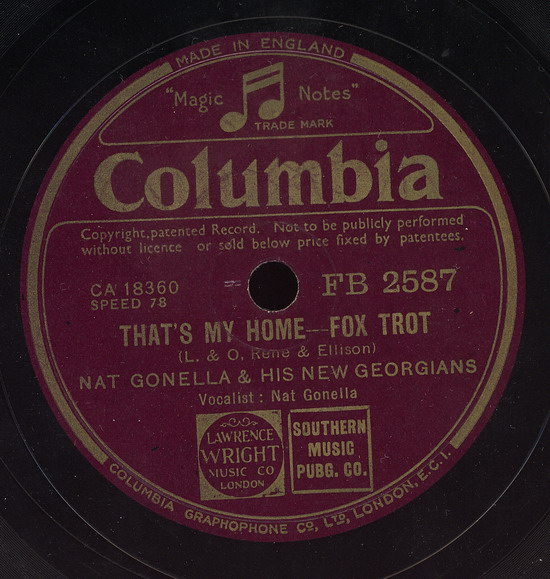 MADE IN ENGLAND
"Magic Notes"
TRADE MARK
Columbia
Copyright,patented Record. Not to be publicly performed
without licence or sold below price fixed by patentees.
CA 18360 FB 2587
SPEED 78
THAT'S MY HOME--FOX TROT
(L. & O. Rene & Ellison)
NAT GONELLA & HIS NEW GEORGIANS
Vocalist: Nat Gonella
LAWRENCE
WRIGHT
MUSIC CO
LONDON
SOUTHERN
MUSIC
PUBG. CO.
COLUMBIA GRAPHOPHONE CO, LTD, LONDON, E.C.1.